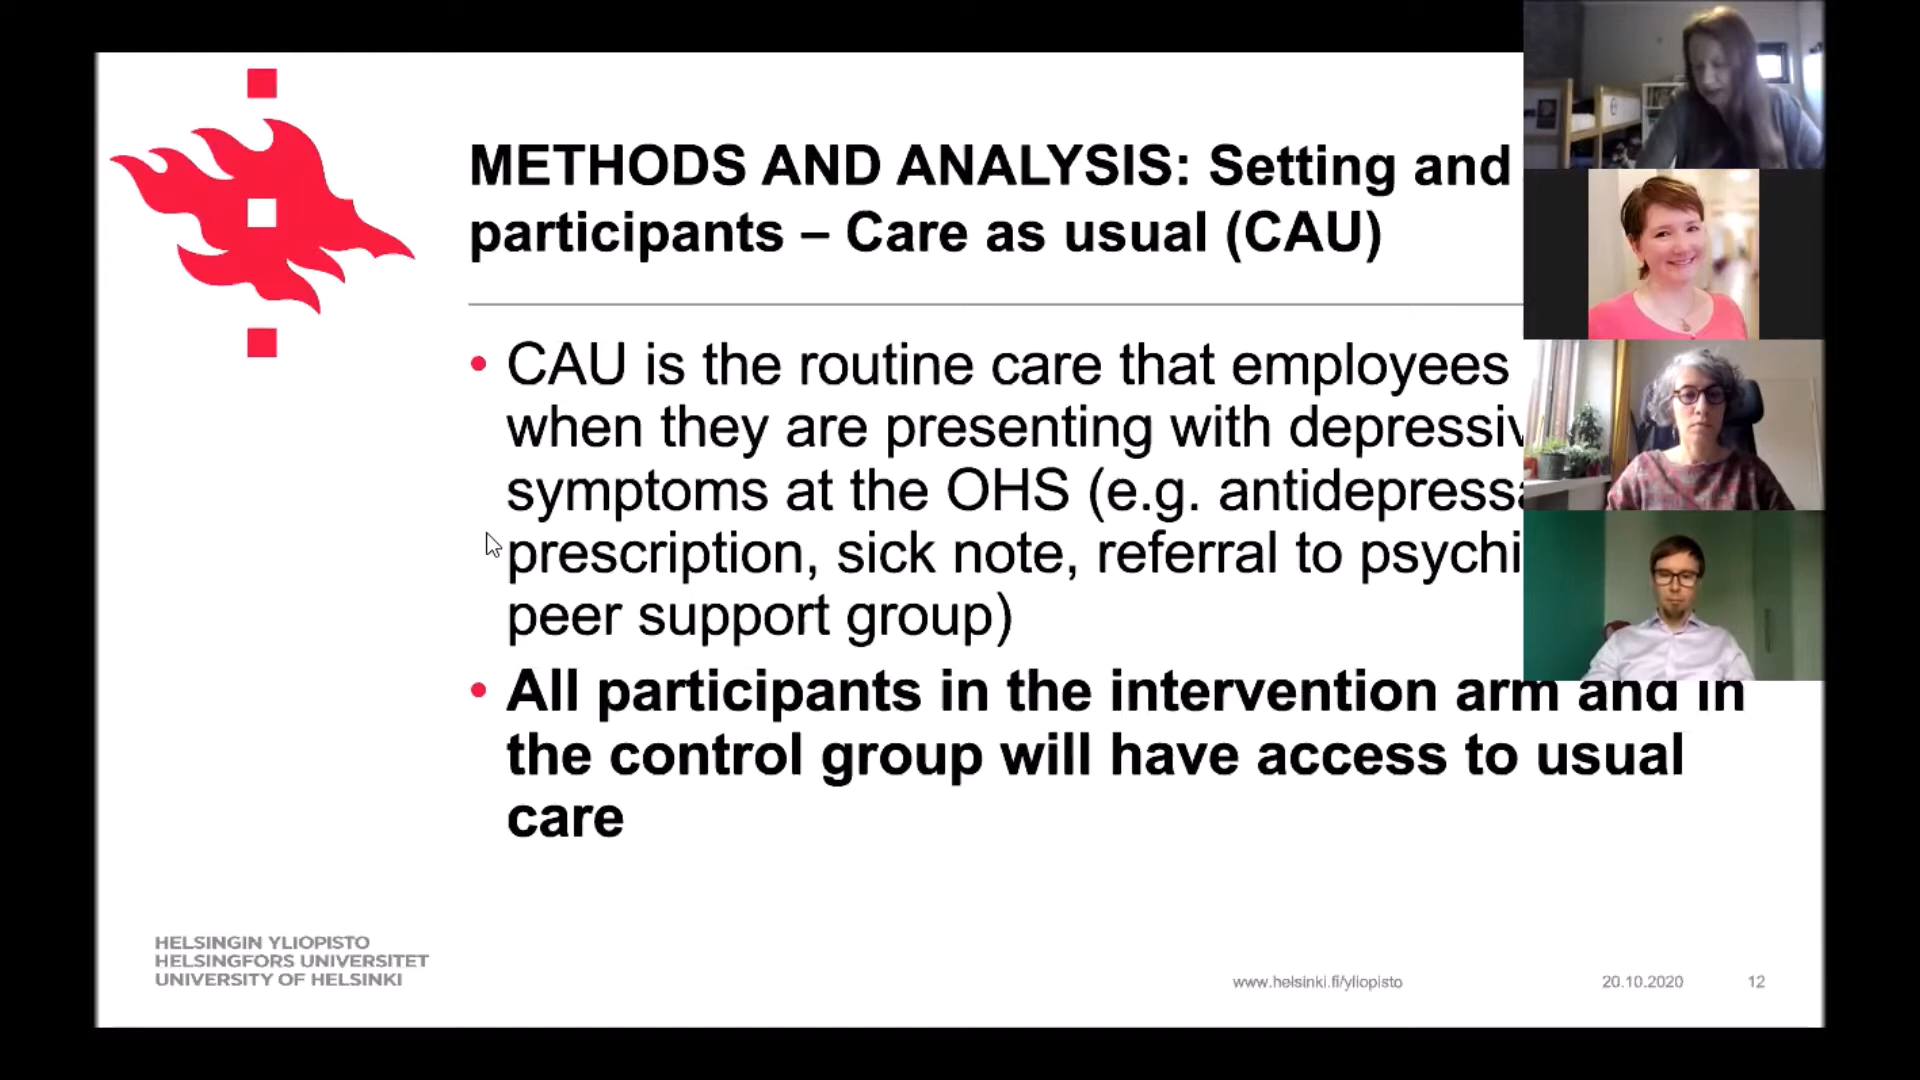 METHODS AND ANALYSIS: Setting and
participants – Care as usual (CAU)
• CAU is the routine care that employees
when they are presenting with
symptoms at the OHS (e.g.
prescription, sick note, referral to
peer support group)
• All participants in the intervention arm and in
the control group will have access to usual
care
HELSINGIN YLIOPISTO
HELSINGFORS UNIVERSITET
UNIVERSITY OF HELSINKI
www.helsinki.fi/yliopisto
20.10.2020
12